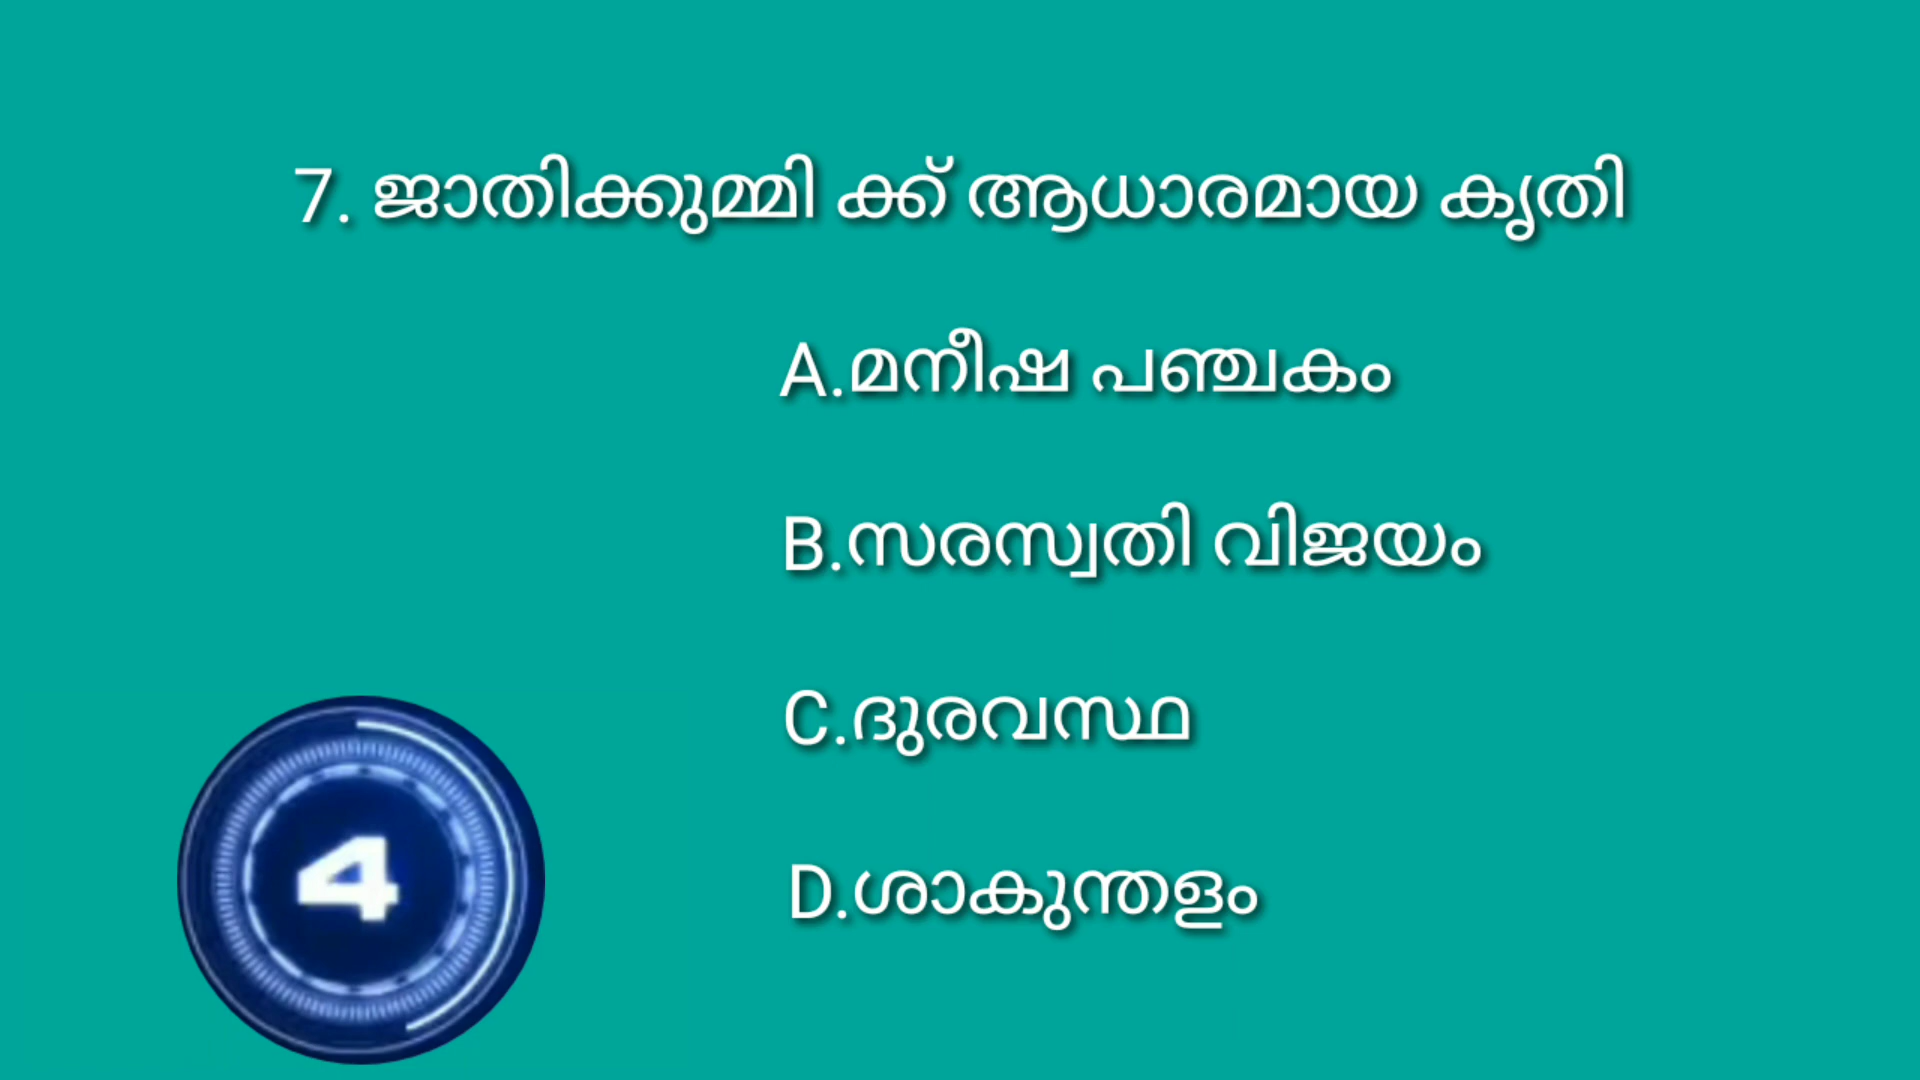 7. ജാതിക്കുമ്മി ക്ക് ആധാരമായ കൃതി
A.മനീഷ പഞ്ചകം
B.സരസ്വതി വിജയം
C.ദുരവസ്ഥ
4
D.ശാകുന്തളം